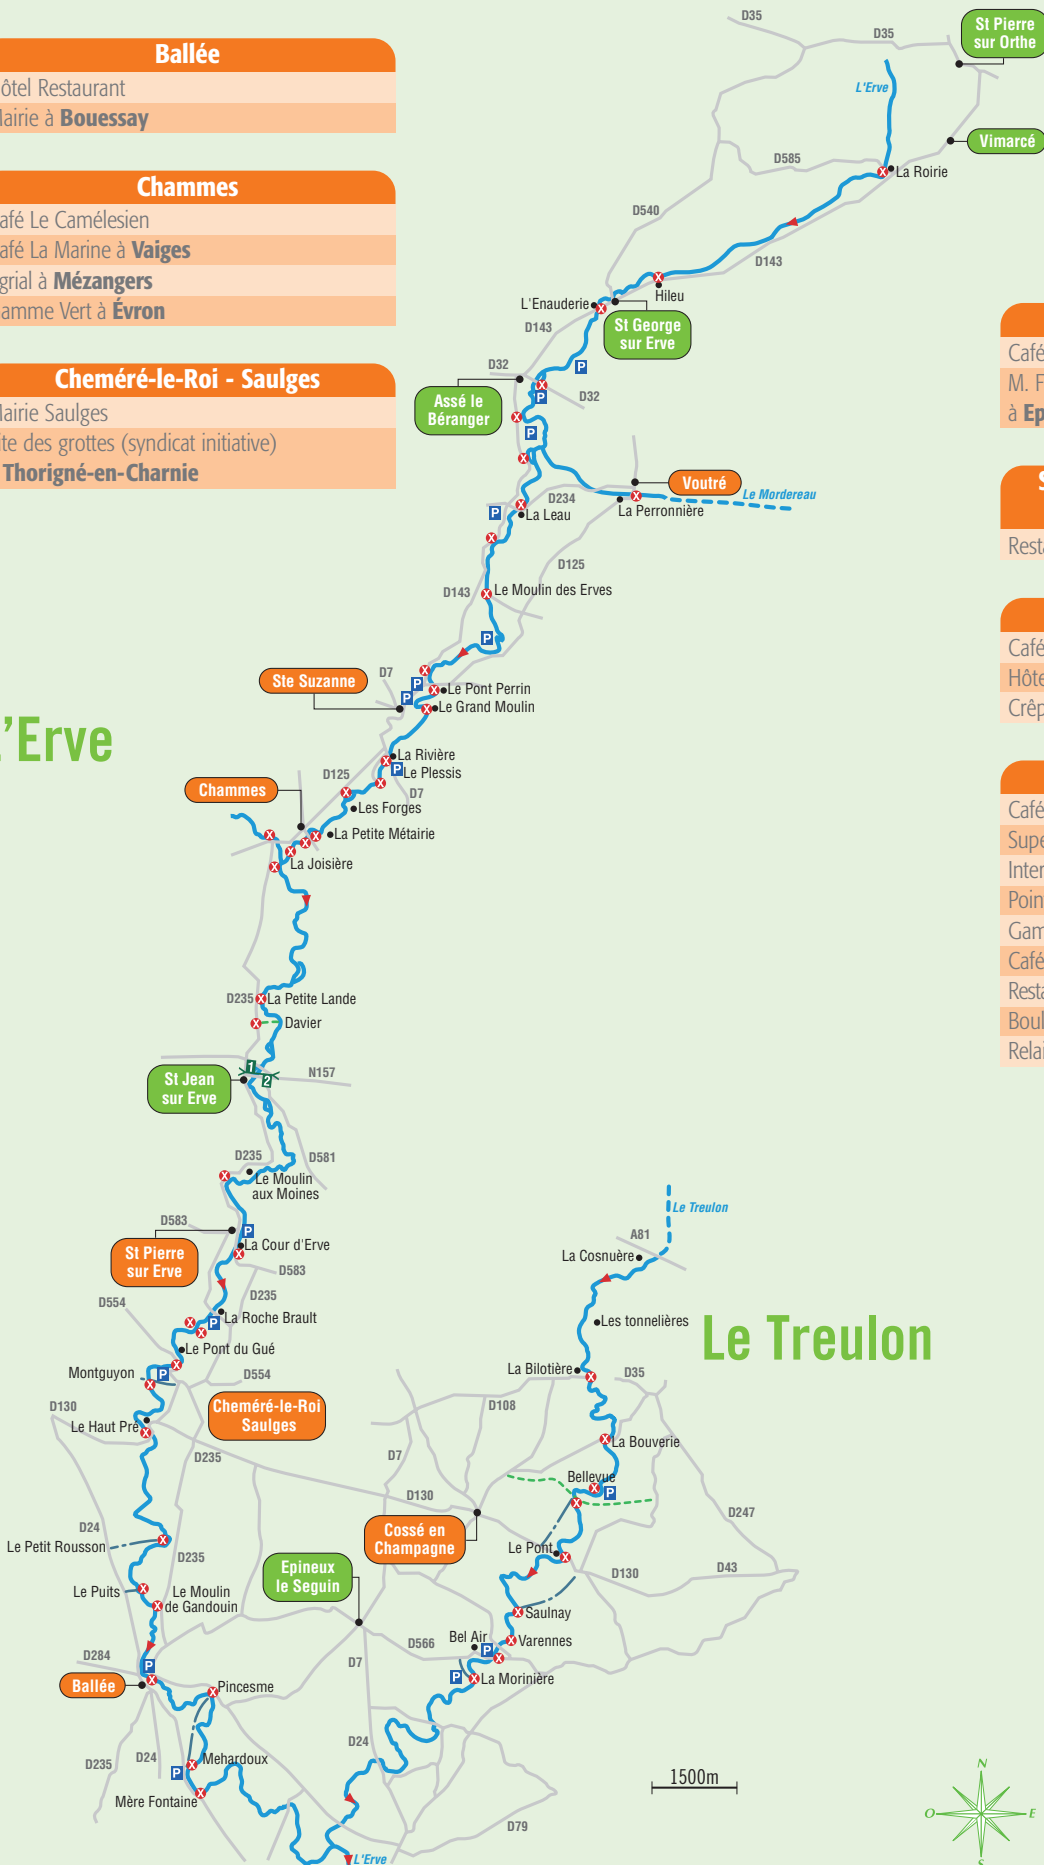 Ballée
ôtel Restaurant
Mairie à Bouessay
Chammes
afé Le Camélesien
afé La Marine à Vaiges
grial à Mézangers
amme Vert à Évron
Cheméré-le-Roi - Saulges
Mairie Saulges
ite des grottes (syndicat initiative)
Thorigné-en-Charnie
D35
D35
St Pierre
sur Orthe
L'Erve
Vimarcé
D585
La Roirie
D540
D143
Hileu
L'Enauderie
St George
sur Erve
D143
D32
D32
Assé le
Béranger
P
P
P
Voutré
Le Mordereau
D234
La Perronnière
P
La Leau
D125
D143
Le Moulin des Erves
P
Ste Suzanne
D7
P
P
Le Pont Perrin
Le Grand Moulin
'Erve
La Rivière
P
Le Plessis
D125
D7
Chammes
Les Forges
La Petite Métairie
La Joisière
D235
La Petite Lande
Davier
1
2
N157
St Jean
sur Erve
D235
D581
Le Moulin
aux Moines
D583
P
La Cour d'Erve
St Pierre
sur Erve
D583
D235
D554
P
La Roche Brault
Le Pont du Gué
Montguyon
P
D554
Cheméré-le-Roi
Saulges
D130
Le Haut Pré
D235
D24
Le Petit Rousson
D235
Le Puits
Le Moulin
de Gandouin
D284
P
Ballée
Pincesme
D235
D24
P
Mehardoux
Mère Fontaine
L'Erve
Le Treulon
A81
La Cosnuère
Les tonnelières
Le Treulon
La Bilotière
D35
D108
La Bouverie
D7
Bellevue
P
D130
D247
Cossé en
Champagne
Le Pont
D130
D43
Epineux
le Seguin
Saulnay
Bel Air
P
Varennes
D566
D7
P
La Morinière
D24
D79
1500m
N
O
E
S
Café
M. F
à Ep
S
Resta
Café
Hôte
Crêp
Café
Supe
Inter
Poin
Gam
Café
Resta
Boul
Relai